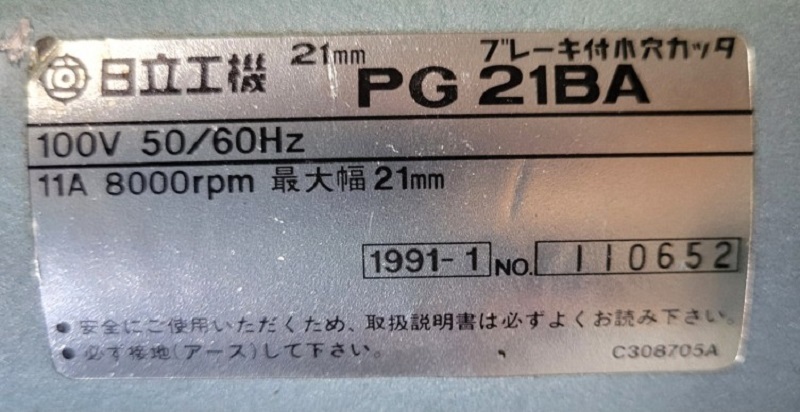 日立工機 21mm ブレーキ付小穴カッタ
PG 21BA
100V 50/60Hz
11A 8000rpm 最大幅21mm
1991-1 NO. 110652
● 安全にご使用いただくため、取扱説明書は必ずよくお読み下さい。
● 必ず接地(アース)して下さい。 C308705A